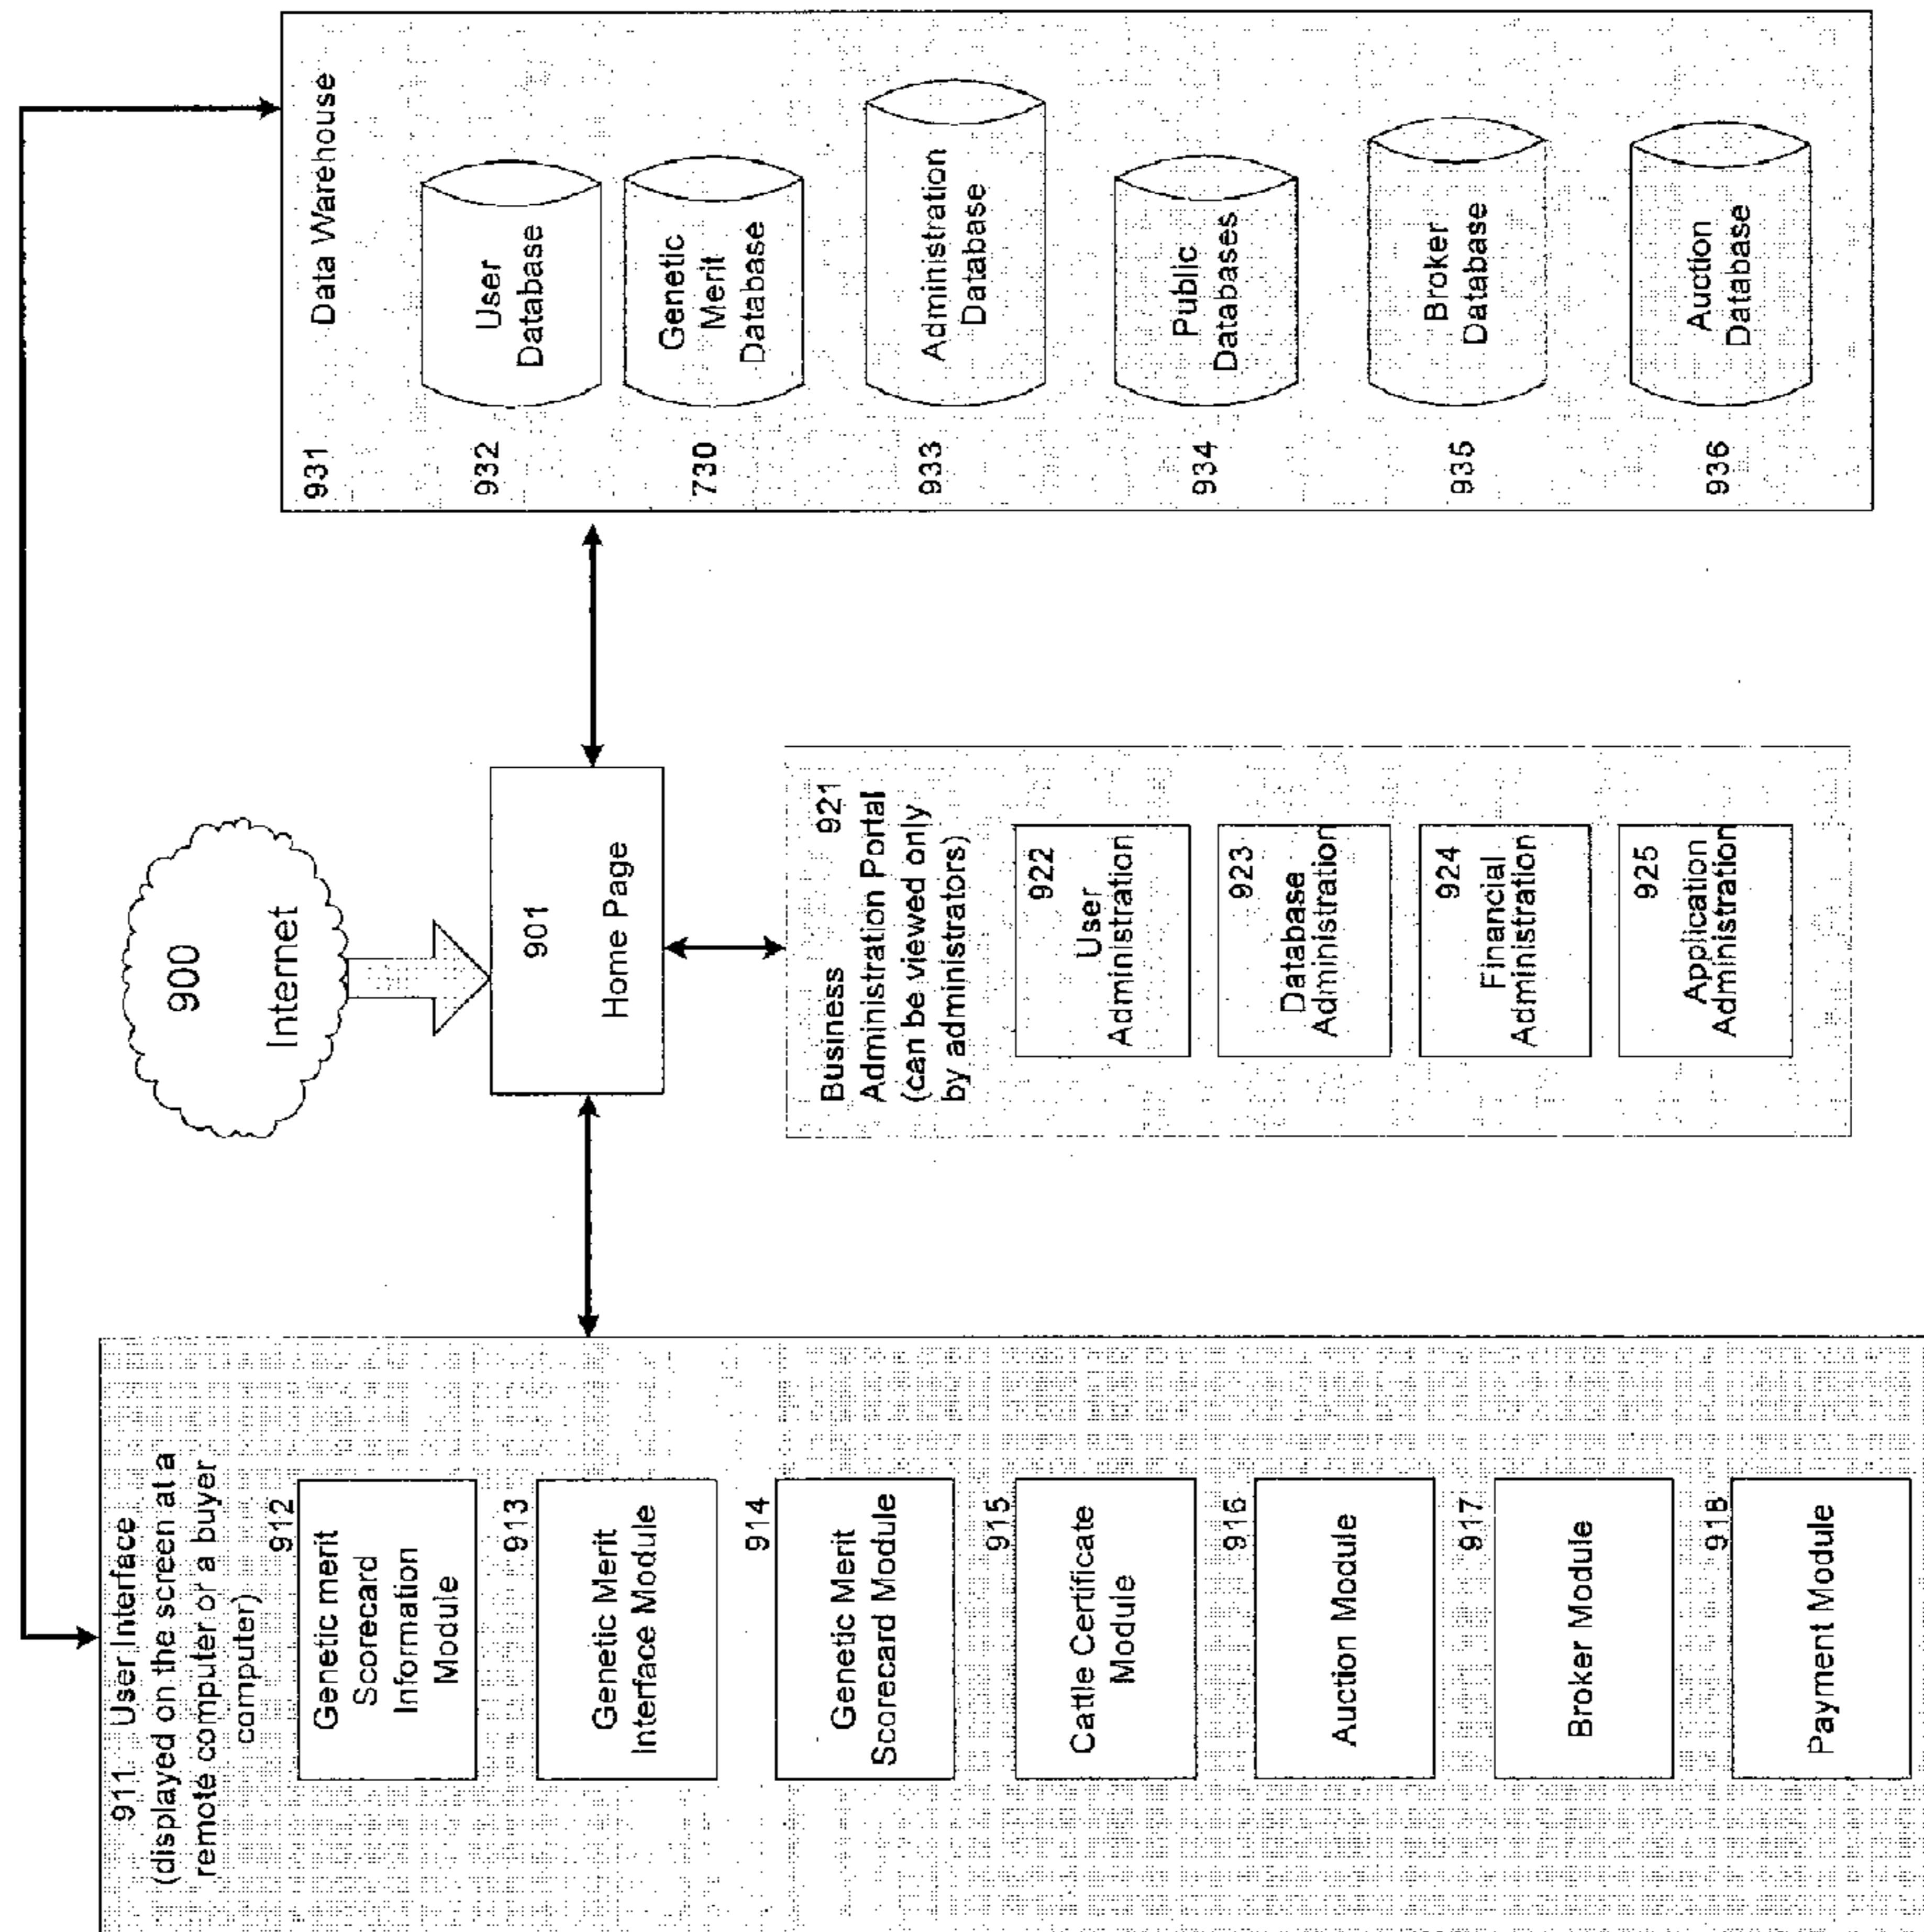 900
Internet
901
Home Page
911 User Interface
(displayed on the screen at a
remote computer or a buyer
computer)
912
Genetic merit
Scorecard
Information
Module
913
Genetic Merit
Interface Module
914
Genetic Merit
Scorecard Module
915
Cattle Certificate
Module
916
Auction Module
917
Broker Module
918
Payment Module
Business 921
Administration Portal
(can be viewed only
by administrators)
922
User
Administration
923
Database
Administration
924
Financial
Administration
925
Application
Administration
931 Data Warehouse
932
User
Database
730
Genetic
Merit
Database
933
Administration
Database
934
Public
Databases
935
Broker
Database
936
Auction
Database